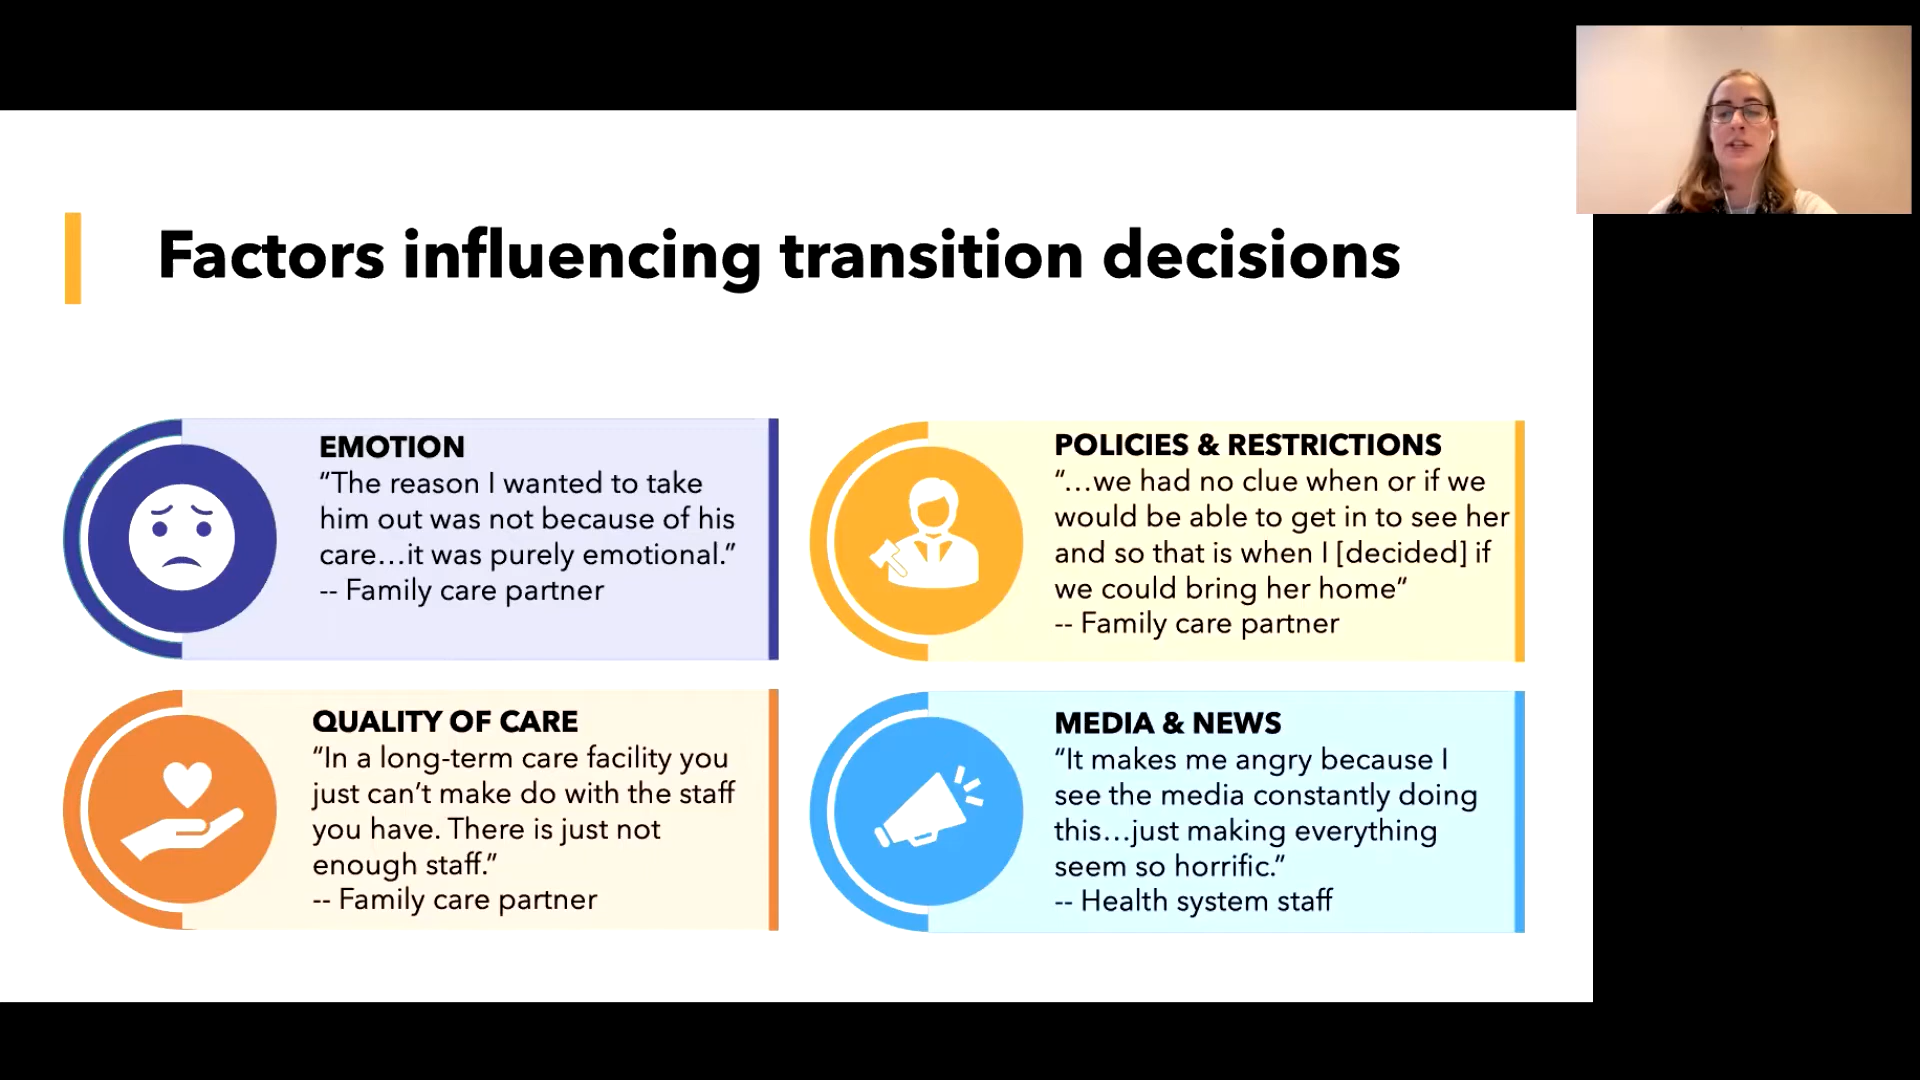 Factors influencing transition decisions
EMOTION
“The reason I wanted to take
him out was not because of his
care…it was purely emotional.”
-- Family care partner
POLICIES & RESTRICTIONS
“…we had no clue when or if we
would be able to get in to see her
and so that is when I [decided] if
we could bring her home”
-- Family care partner
QUALITY OF CARE
“In a long-term care facility you
just can’t make do with the staff
you have. There is just not
enough staff.”
-- Family care partner
MEDIA & NEWS
“It makes me angry because I
see the media constantly doing
this…just making everything
seem so horrific.”
-- Health system staff